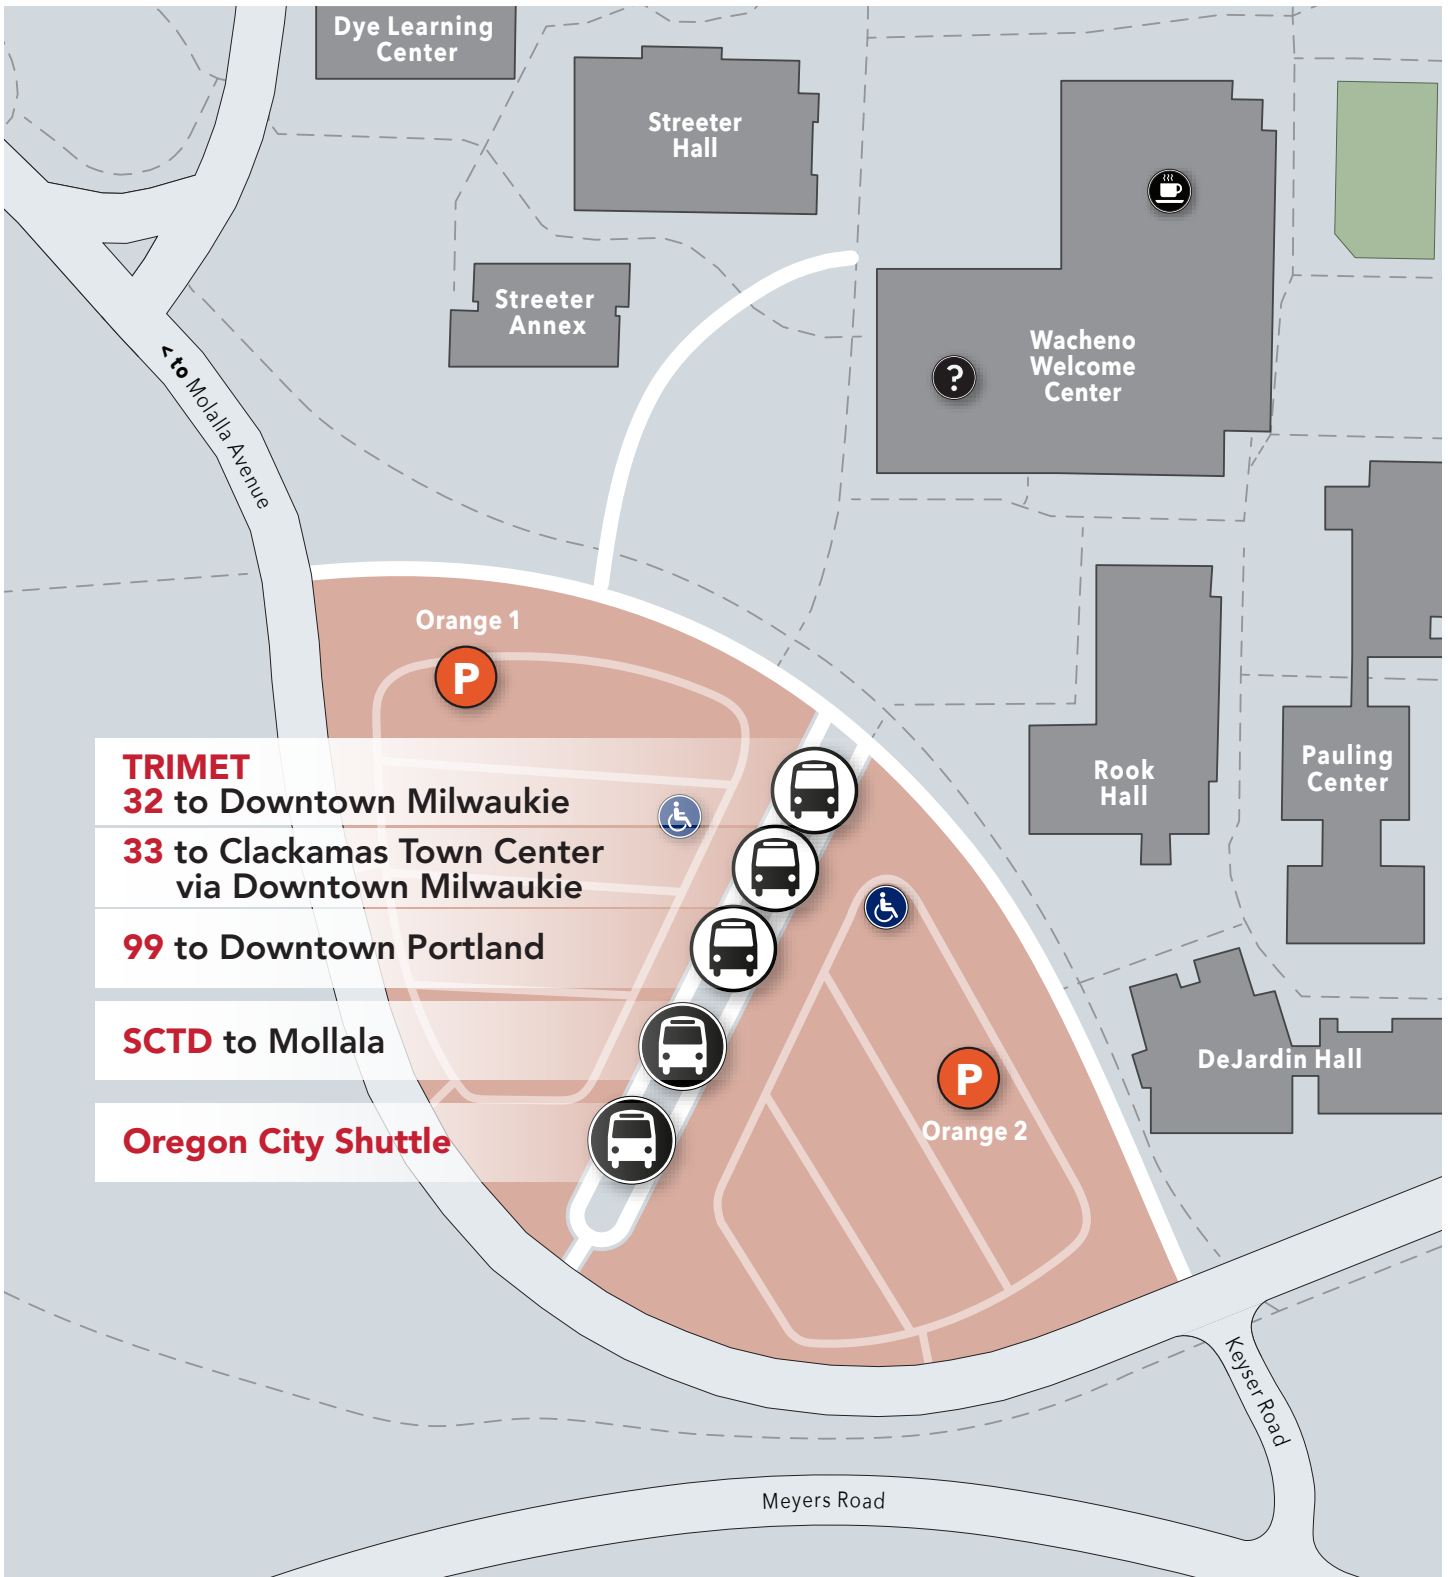 Dye Learning
Center
Streeter
Hall
Streeter
Annex
Wacheno
Welcome
Center
?
< to Molalla Avenue
Orange 1
P
TRIMET
32 to Downtown Milwaukie
33 to Clackamas Town Center
via Downtown Milwaukie
99 to Downtown Portland
SCTD to Mollala
Oregon City Shuttle
P
Orange 2
Rook
Hall
Pauling
Center
DeJardin Hall
Keyser Road
Meyers Road